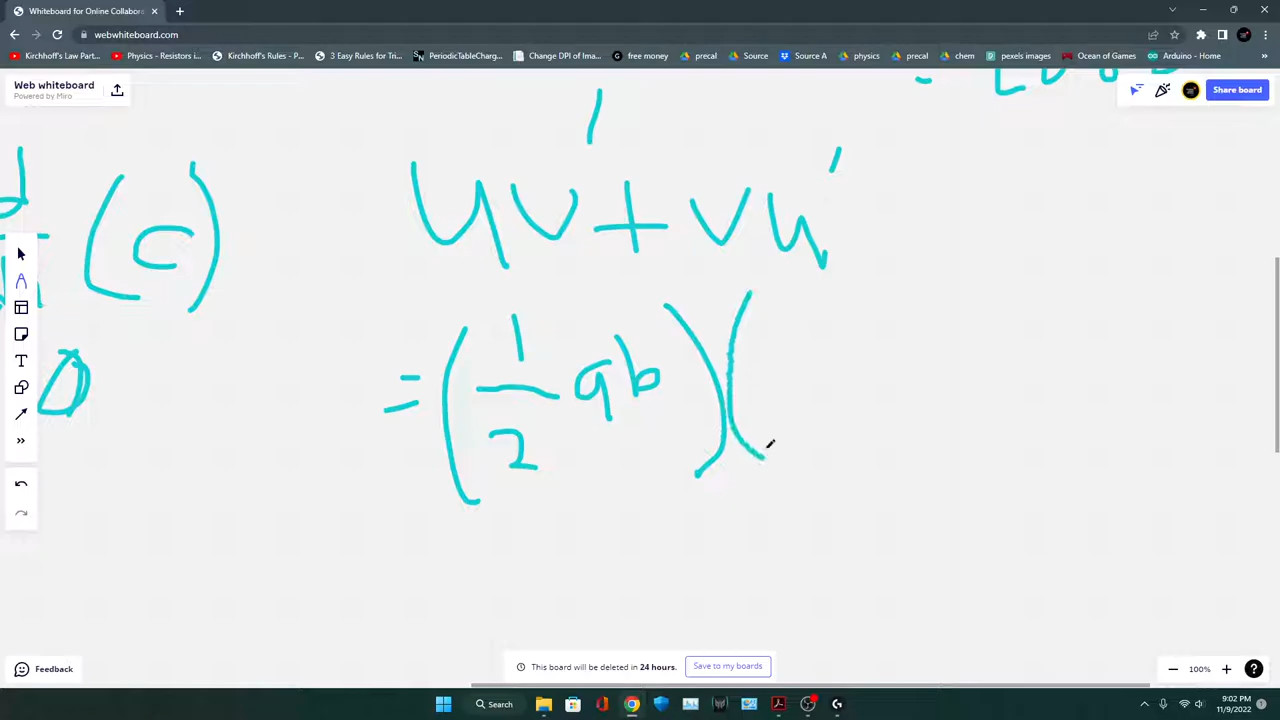 Whiteboard for Online Collabora
webwhiteboard.com
Kirchhoff's Law Part...
Physics - Resistors i...
Kirchhoff's Rules - P...
3 Easy Rules for Tri...
PeriodicTableCharg...
Change DPI of Ima...
free money
precal
Source
Source A
physics
precal
chem
pexels images
Ocean of Games
Arduino - Home
Web whiteboard
Powered by Miro
Share board
(c)
uv' + vu'
= (1/2 ab)(
Feedback
This board will be deleted in 24 hours.
Save to my boards
100%
Search
9:02 PM
11/9/2022